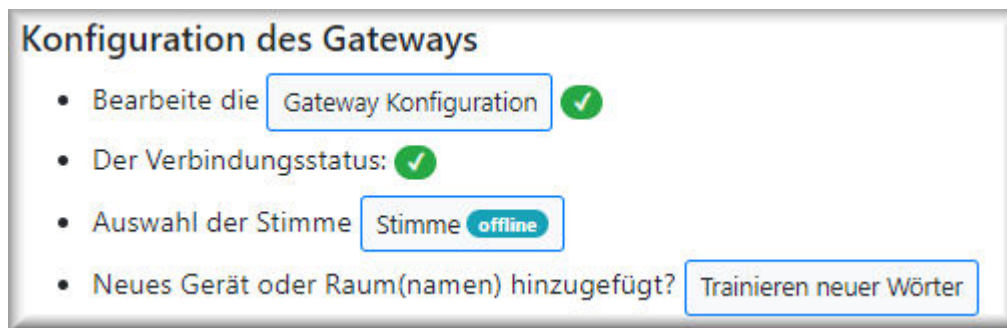 Konfiguration des Gateways
Bearbeite die Gateway Konfiguration
Der Verbindungsstatus:
Auswahl der Stimme Stimme offline
Neues Gerät oder Raum(namen) hinzugefügt? Trainieren neuer Wörter